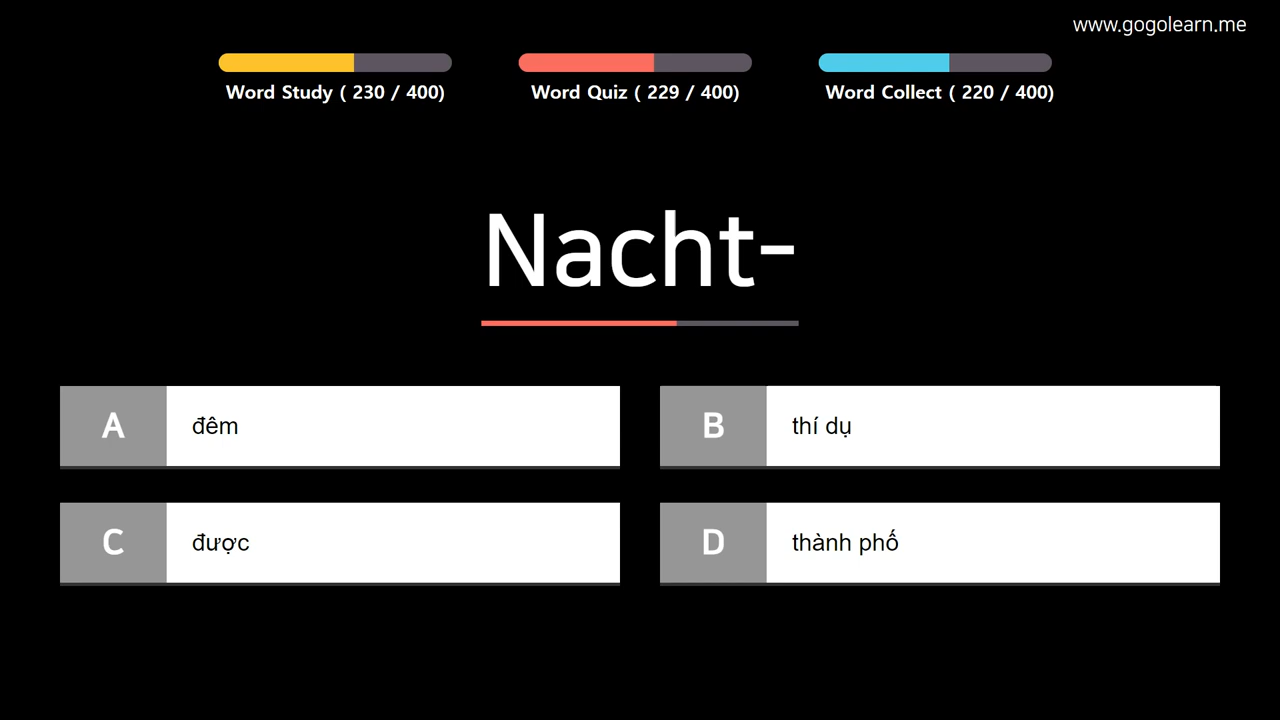 www.gogolearn.me
Word Study ( 230 / 400)
Word Quiz ( 229 / 400)
Word Collect ( 220 / 400)
Nacht-
A
đêm
B
thí dụ
C
được
D
thành phố